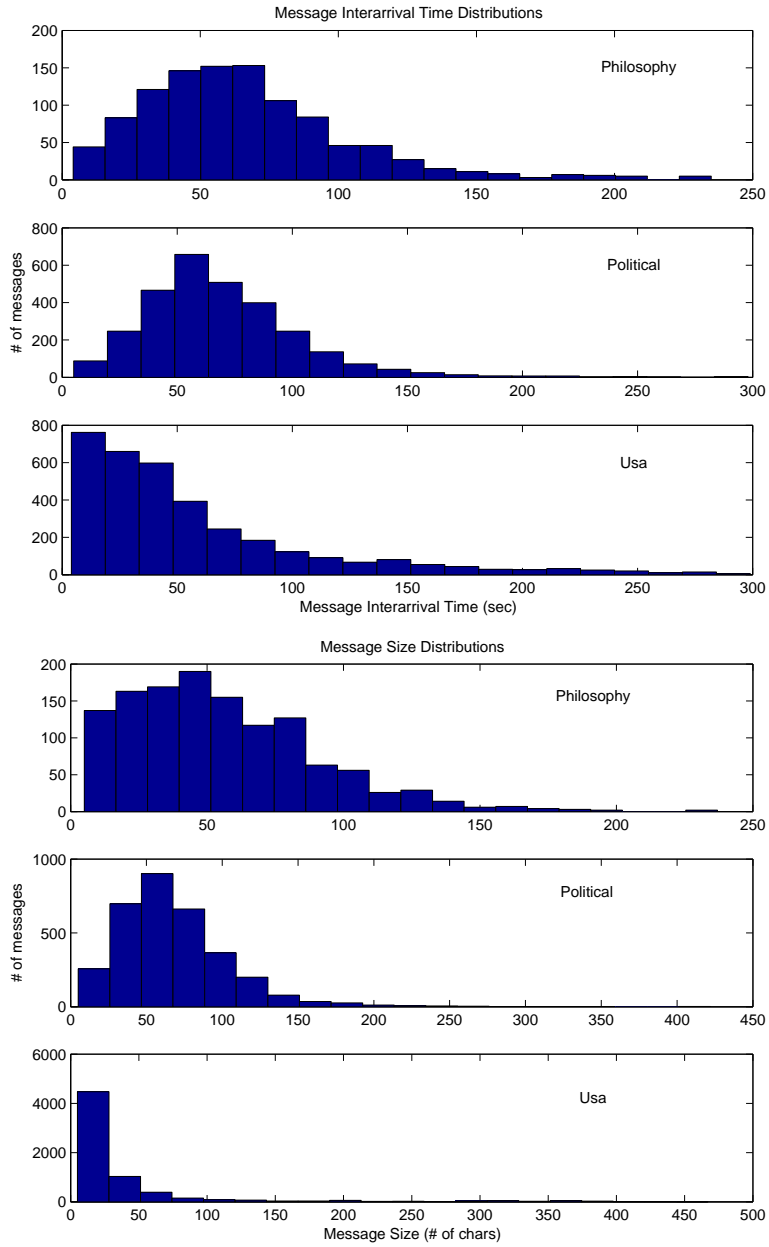 Message Interarrival Time Distributions
200
150
100
50
0
Philosophy
0 50 100 150 200 250
800
600
400
200
0
# of messages
Political
0 50 100 150 200 250 300
800
600
400
200
0
Usa
0 50 100 150 200 250 300
Message Interarrival Time (sec)
Message Size Distributions
200
150
100
50
0
Philosophy
0 50 100 150 200 250
1000
500
0
# of messages
Political
0 50 100 150 200 250 300 350 400 450
6000
4000
2000
0
Usa
0 50 100 150 200 250 300 350 400 450 500
Message Size (# of chars)